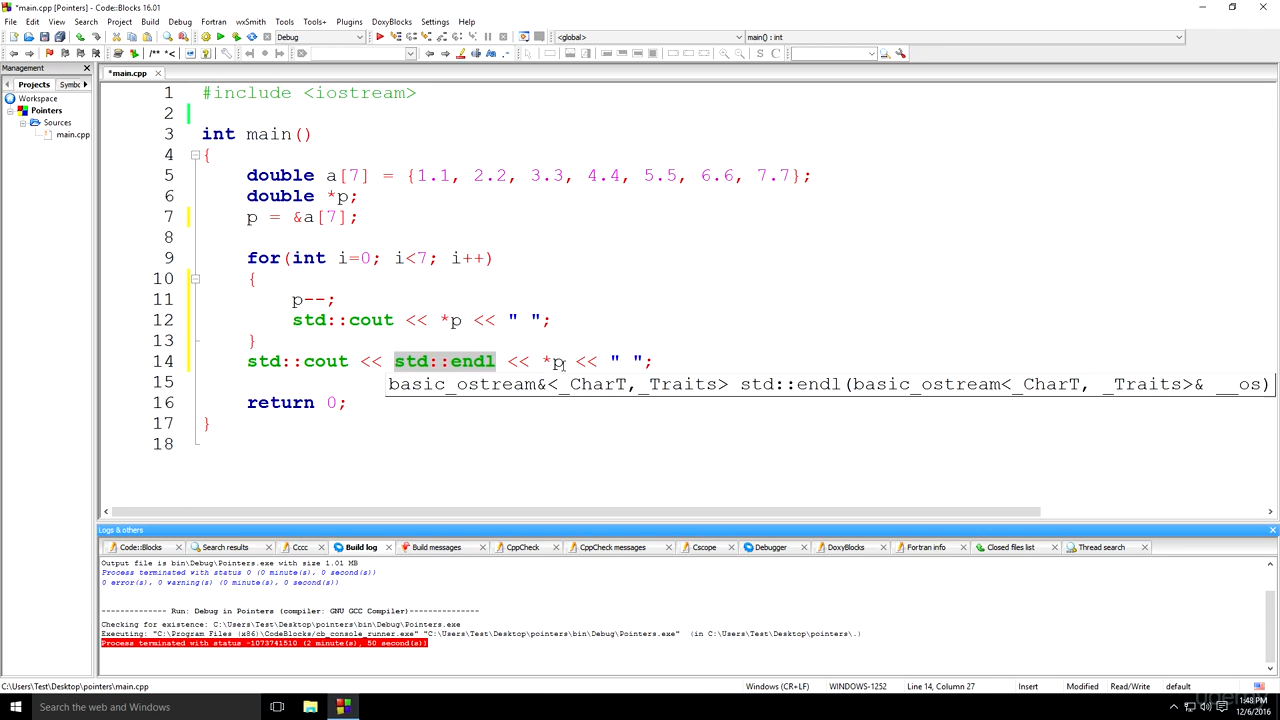 *main.cpp [Pointers] - Code::Blocks 16.01
File Edit View Search Project Build Debug Fortran wxSmith Tools Tools+ Plugins DoxyBlocks Settings Help
Debug <global> main() : int
/** *<
Management
*main.cpp
Projects Symbc
Workspace
Pointers
Sources
main.cpp
1 #include <iostream>
2
3 int main()
4 {
5 double a[7] = {1.1, 2.2, 3.3, 4.4, 5.5, 6.6, 7.7};
6 double *p;
7 p = &a[7];
8
9 for(int i=0; i<7; i++)
10 {
11 p--;
12 std::cout << *p << " ";
13 }
14 std::cout << std::endl << *p << " ";
15 basic_ostream&<_CharT,_Traits> std::endl(basic_ostream<_CharT, _Traits>& __os)
16 return 0;
17 }
18
Logs & others
Code::Blocks Search results Cccc Build log Build messages CppCheck CppCheck messages Cscope Debugger DoxyBlocks Fortran info Closed files list Thread search
Output file is bin\Debug\Pointers.exe with size 1.01 MB
Process terminated with status 0 (0 minute(s), 0 second(s))
0 error(s), 0 warning(s) (0 minute(s), 0 second(s))
-------------- Run: Debug in Pointers (compiler: GNU GCC Compiler)---------------
Checking for existence: C:\Users\Test\Desktop\pointers\bin\Debug\Pointers.exe
Executing: "C:\Program Files (x86)\CodeBlocks/cb_console_runner.exe" "C:\Users\Test\Desktop\pointers\bin\Debug\Pointers.exe" (in C:\Users\Test\Desktop\pointers\.)
Process terminated with status -1073741510 (2 minute(s), 50 second(s))
C:\Users\Test\Desktop\pointers\main.cpp Windows (CR+LF) WINDOWS-1252 Line 14, Column 27 Insert Modified Read/Write default
Search the web and Windows
1:48 PM
12/6/2016